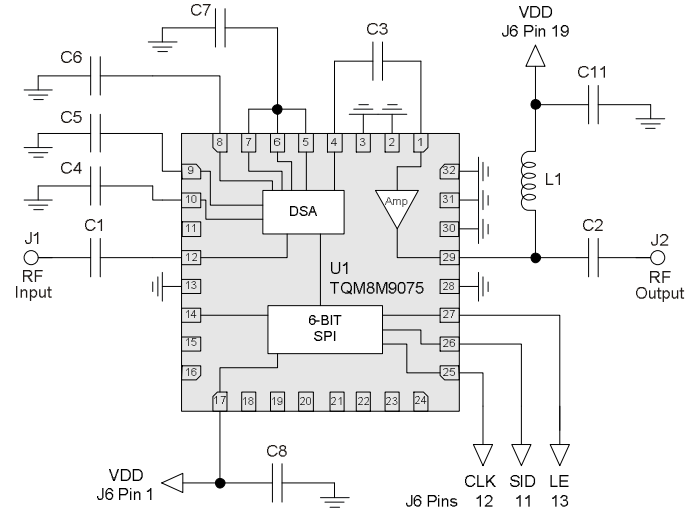 C7
VDD
J6 Pin 19
C3
C6
C11
C5
8
7
6
5
4
3
2
1
C4
9
32
L1
10
DSA
Amp
31
J1
C1
11
30
C2
J2
12
29
RF
Input
U1
TQM8M9075
RF
Output
13
28
14
6-BIT
SPI
27
15
26
16
25
17
18
19
20
21
22
23
24
C8
VDD
J6 Pin 1
CLK
SID
LE
J6 Pins
12
11
13